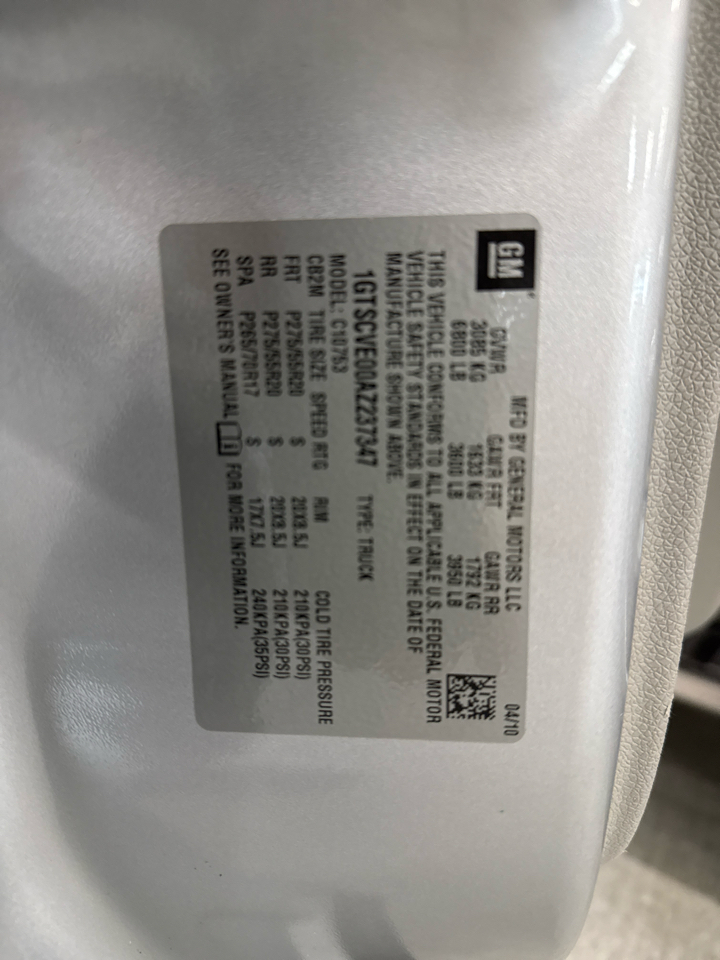 GM
MFD BY GENERAL MOTORS LLC 04/10
GVWR GAWR FRT GAWR RR
3085 KG 1633 KG 1792 KG
6800 LB 3600 LB 3950 LB
THIS VEHICLE CONFORMS TO ALL APPLICABLE U.S. FEDERAL MOTOR
VEHICLE SAFETY STANDARDS IN EFFECT ON THE DATE OF
MANUFACTURE SHOWN ABOVE.
1GTSCVE00AZ237347 TYPE: TRUCK
MODEL: C10753
CB2M TIRE SIZE SPEED RTG RIM COLD TIRE PRESSURE
FRT P275/55R20 S 20X8.5J 210KPA(30PSI)
RR P275/55R20 S 20X8.5J 210KPA(30PSI)
SPA P265/70R17 S 17X7.5J 240KPA(35PSI)
SEE OWNER'S MANUAL FOR MORE INFORMATION.